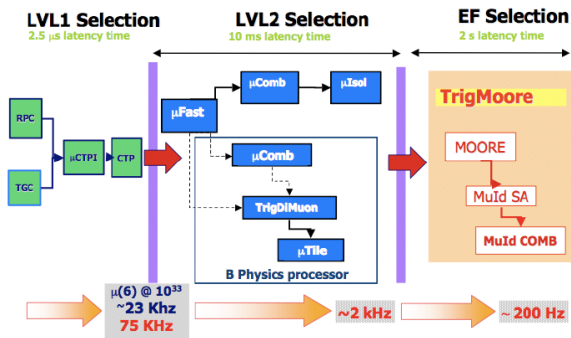 LVL1 Selection
2.5 μs latency time
LVL2 Selection
10 ms latency time
EF Selection
2 s latency time
RPC
TGC
μCTPI
CTP
μFast
μComb
μIsol
μComb
TrigDiMuon
μTile
B Physics processor
TrigMoore
MOORE
MuId SA
MuId COMB
μ(6) @ 10³³
~23 Khz
75 KHz
~2 kHz
~ 200 Hz